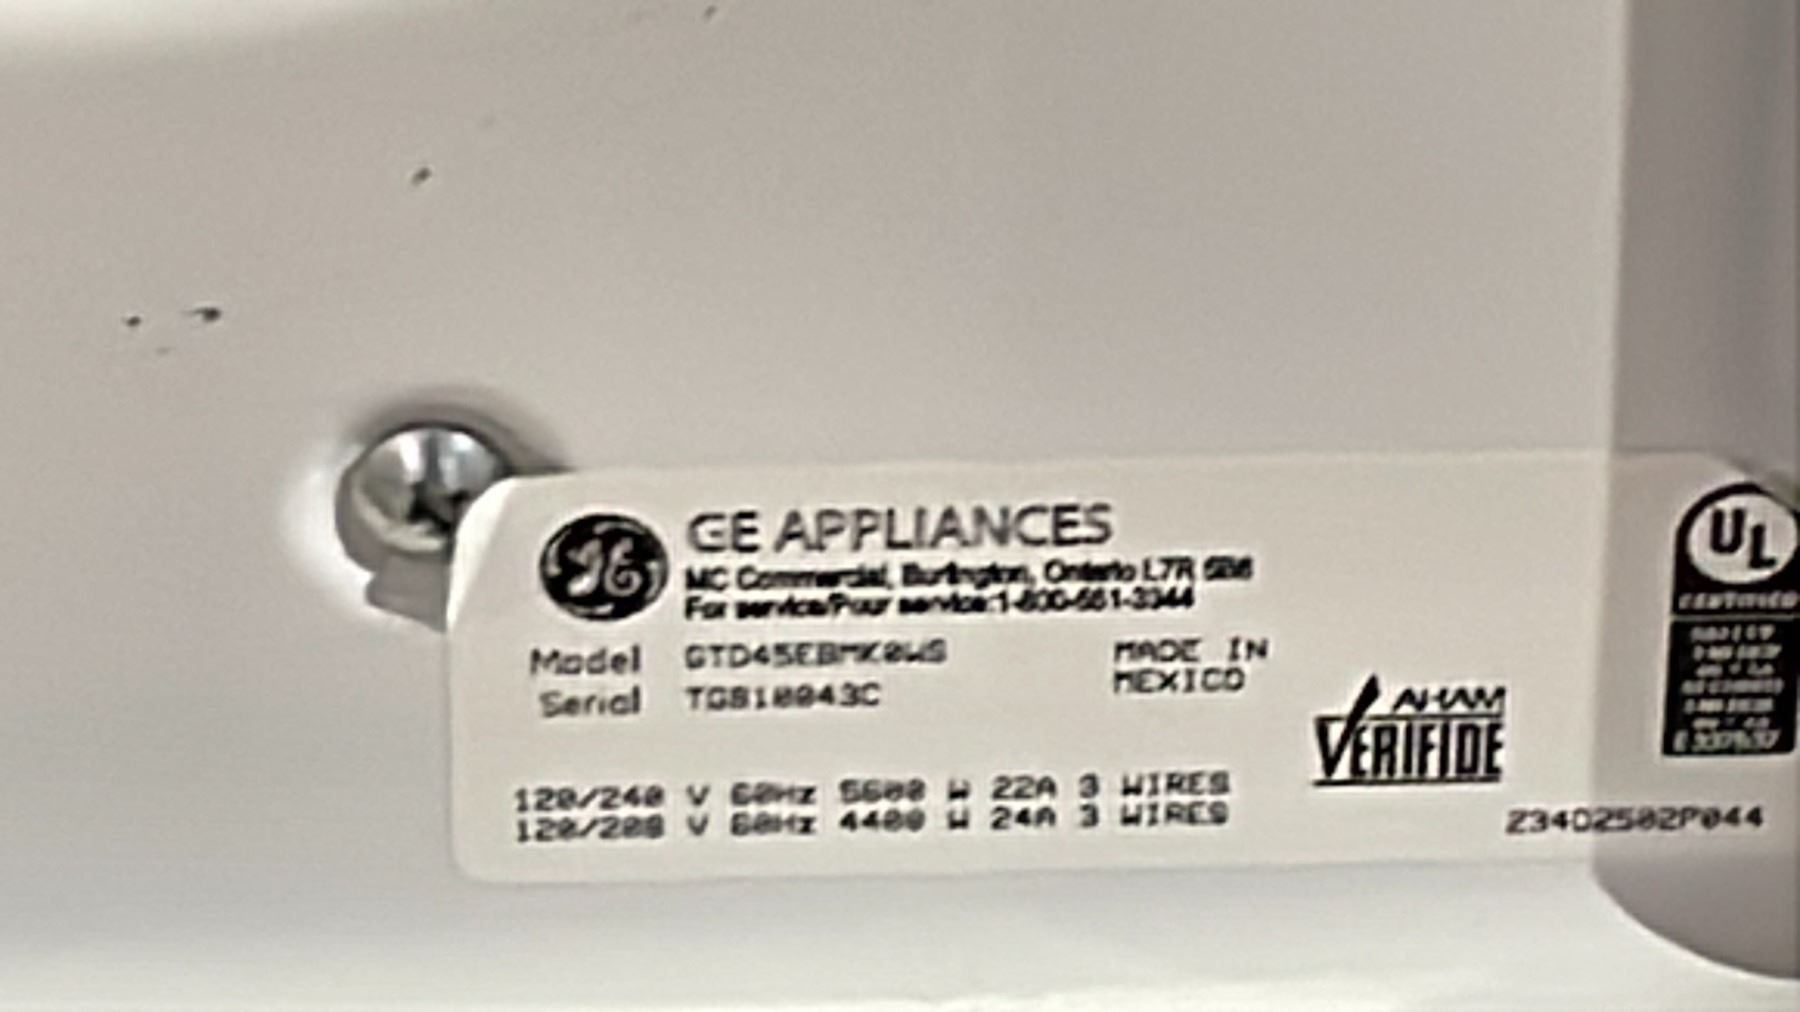 GE APPLIANCES
MC Commercial, Burlington, Ontario L7R 5B6
For service/Pour service:1-800-561-3344
Model GTD45EBMK0WS
Serial TG810043C
MADE IN
MEXICO
120/240 V 60Hz 5600 W 22A 3 WIRES
120/208 V 60Hz 4400 W 24A 3 WIRES
AHAM
VERIFIDE
UL
CERTIFIED
234D2502P044